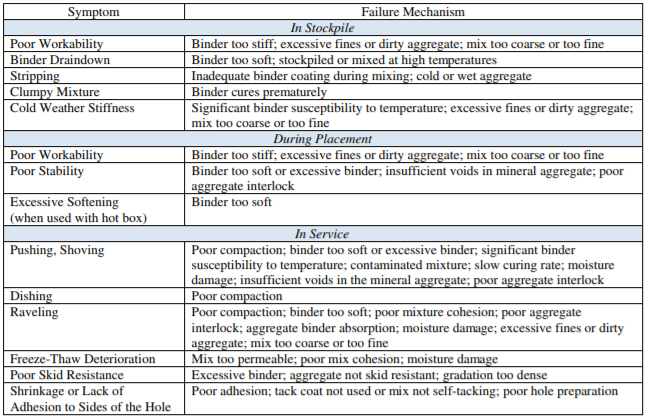 Symptom Failure Mechanism
In Stockpile
Poor Workability Binder too stiff; excessive fines or dirty aggregate; mix too coarse or too fine
Binder Draindown Binder too soft; stockpiled or mixed at high temperatures
Stripping Inadequate binder coating during mixing; cold or wet aggregate
Clumpy Mixture Binder cures prematurely
Cold Weather Stiffness Significant binder susceptibility to temperature; excessive fines or dirty aggregate;
mix too coarse or too fine
During Placement
Poor Workability Binder too stiff; excessive fines or dirty aggregate; mix too coarse or too fine
Poor Stability Binder too soft or excessive binder; insufficient voids in mineral aggregate; poor
aggregate interlock
Excessive Softening Binder too soft
(when used with hot box)
In Service
Pushing, Shoving Poor compaction; binder too soft or excessive binder; significant binder
susceptibility to temperature; contaminated mixture; slow curing rate; moisture
damage; insufficient voids in the mineral aggregate; poor aggregate interlock
Dishing Poor compaction
Raveling Poor compaction; binder too soft; poor mixture cohesion; poor aggregate
interlock; aggregate binder absorption; moisture damage; excessive fines or dirty
aggregate; mix too coarse or too fine
Freeze-Thaw Deterioration Mix too permeable; poor mix cohesion; moisture damage
Poor Skid Resistance Excessive binder; aggregate not skid resistant; gradation too dense
Shrinkage or Lack of Poor adhesion; tack coat not used or mix not self-tacking; poor hole preparation
Adhesion to Sides of the Hole